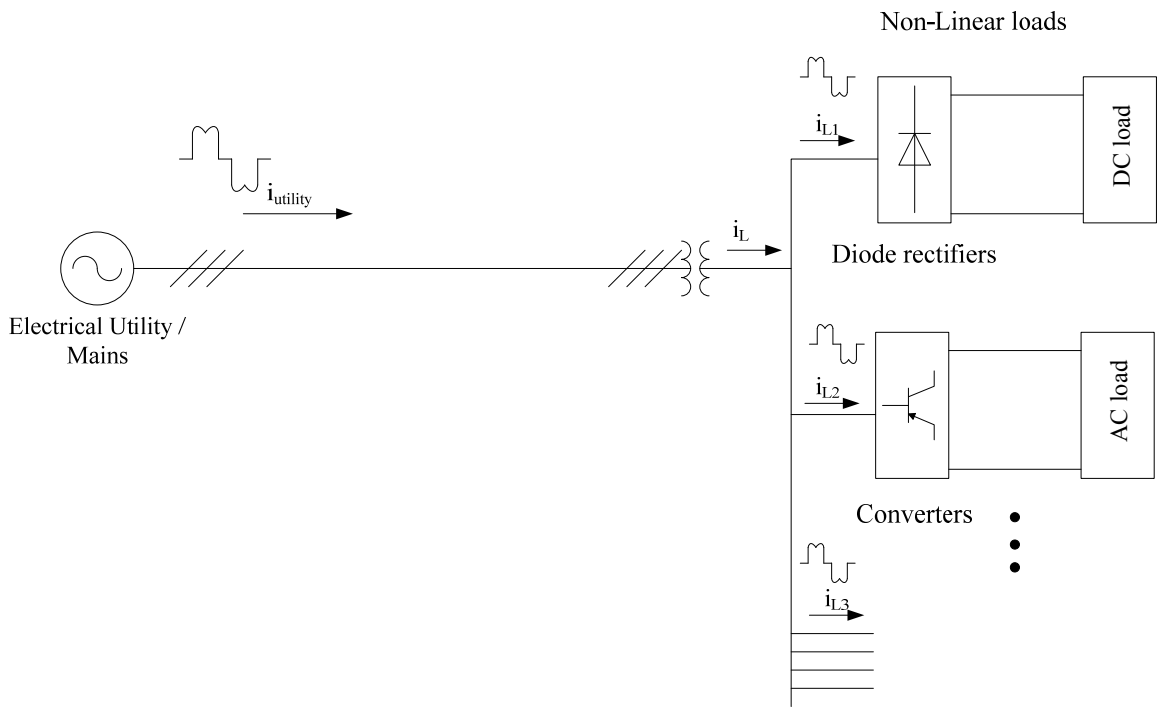 Non-Linear loads
i_L1
DC load
i_utility
i_L
Diode rectifiers
Electrical Utility /
Mains
i_L2
AC load
Converters
i_L3